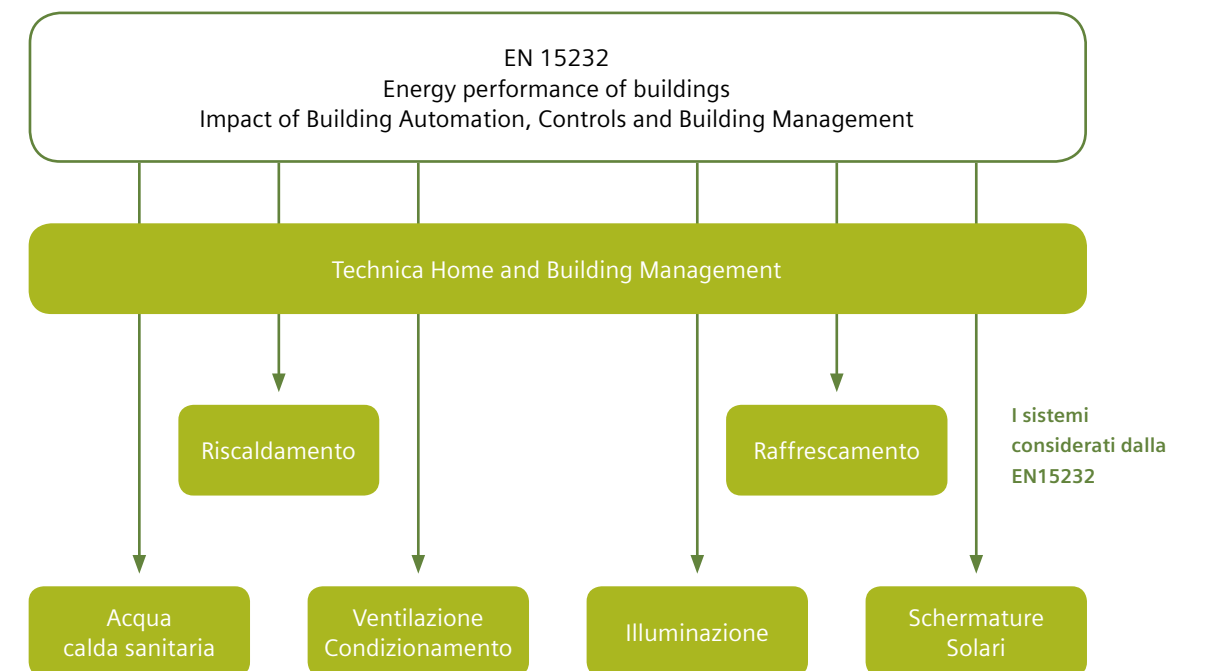 EN 15232
Energy performance of buildings
Impact of Building Automation, Controls and Building Management
Technica Home and Building Management
Riscaldamento
Raffrescamento
I sistemi
considerati dalla
EN15232
Acqua
calda sanitaria
Ventilazione
Condizionamento
Illuminazione
Schermature
Solari